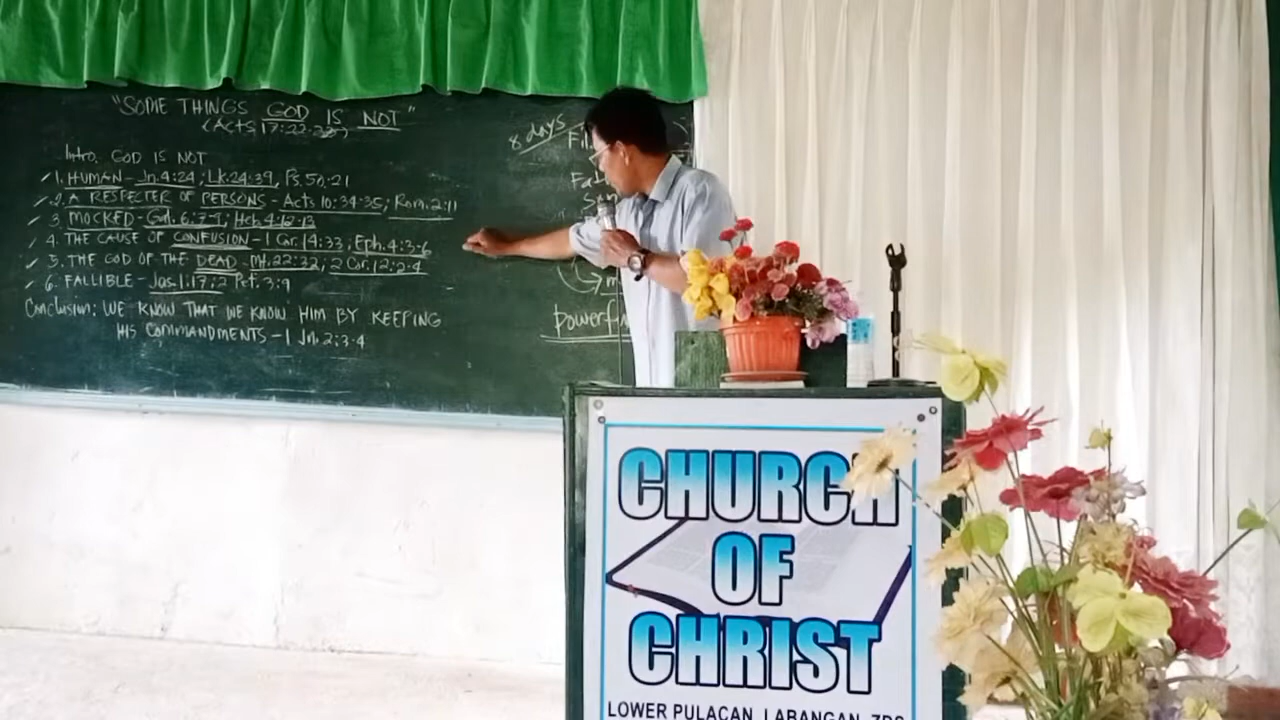 "SOME THINGS GOD IS NOT"
(Acts 17:22-32)
Intro. GOD IS NOT
1. HUMAN - Jn. 4:24; Lk. 24:39, Ps. 50:21
2. A RESPECTER OF PERSONS - Acts 10:34-35; Rom. 2:11
3. MOCKED - Gal. 6:7-9; Heb. 4:12-13
4. THE CAUSE OF CONFUSION - 1 Cor. 14:33; Eph. 4:3-6
5. THE GOD OF THE DEAD - Mt. 22:32; 2 Cor. 12:2-4
6. FALLIBLE - Jas. 1:17; 2 Pet. 3:9
Conclusion: WE KNOW THAT WE KNOW HIM BY KEEPING
HIS COMMANDMENTS - 1 Jn. 2:3-4
8 days
CHURCH
OF
CHRIST
LOWER PULACAN, LABANGAN, ZDS